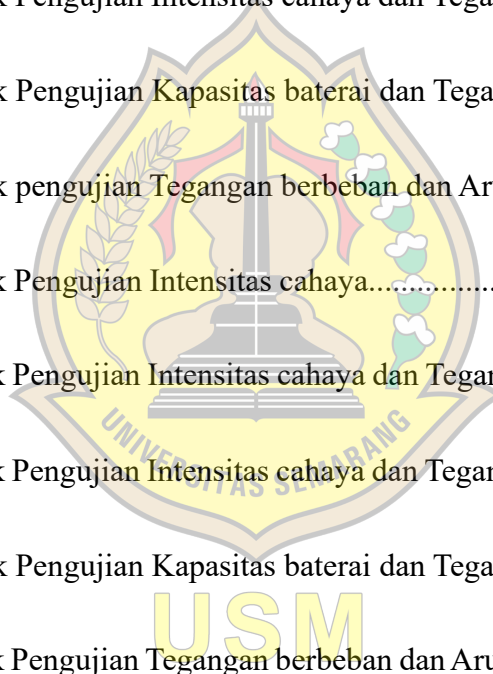 k Pengujian Intensitas cahaya dan Tega
k Pengujian Kapasitas baterai dan Tega
k pengujian Tegangan berbeban dan Ar
k Pengujian Intensitas cahaya..................
k Pengujian Intensitas cahaya dan Tegan
k Pengujian Intensitas cahaya dan Tegan
UNIVERSITAS SEMARANG
k Pengujian Kapasitas baterai dan Tega
USM
k Pengujian Tegangan berbeban dan Aru